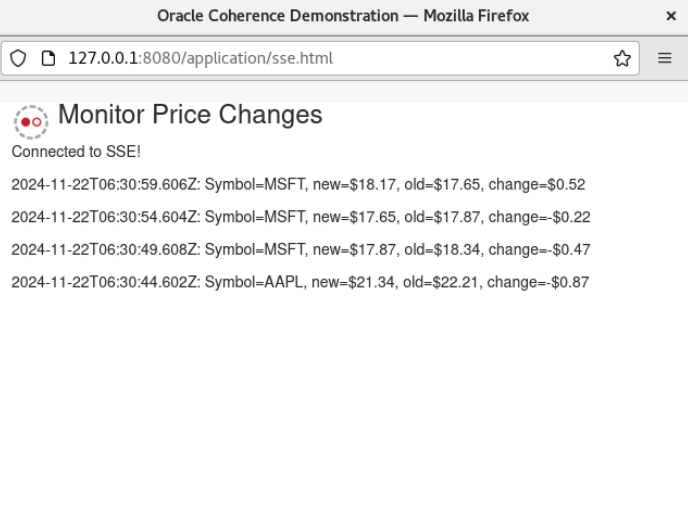 Oracle Coherence Demonstration — Mozilla Firefox
127.0.0.1:8080/application/sse.html
Monitor Price Changes
Connected to SSE!
2024-11-22T06:30:59.606Z: Symbol=MSFT, new=$18.17, old=$17.65, change=$0.52
2024-11-22T06:30:54.604Z: Symbol=MSFT, new=$17.65, old=$17.87, change=-$0.22
2024-11-22T06:30:49.608Z: Symbol=MSFT, new=$17.87, old=$18.34, change=-$0.47
2024-11-22T06:30:44.602Z: Symbol=AAPL, new=$21.34, old=$22.21, change=-$0.87